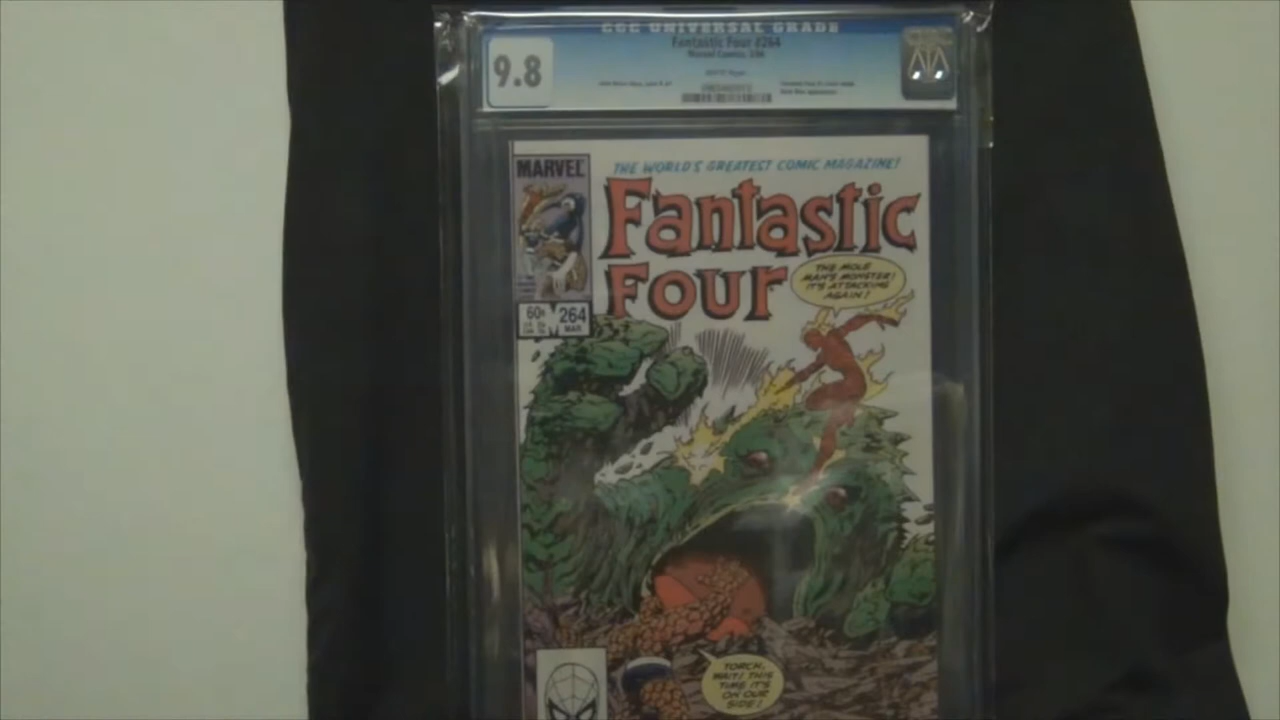 CGC UNIVERSAL GRADE
Fantastic Four #264
Marvel Comics, 3/84
9.8
WHITE Pages
MARVEL
THE WORLD'S GREATEST COMIC MAGAZINE!
FANTASTIC
FOUR
THE MOLE
MAN'S MONSTER!
IT'S ATTACKING
AGAIN!
60¢
264
MAR
TORCH,
WAIT! THIS
TIME IT'S
ON OUR
SIDE!